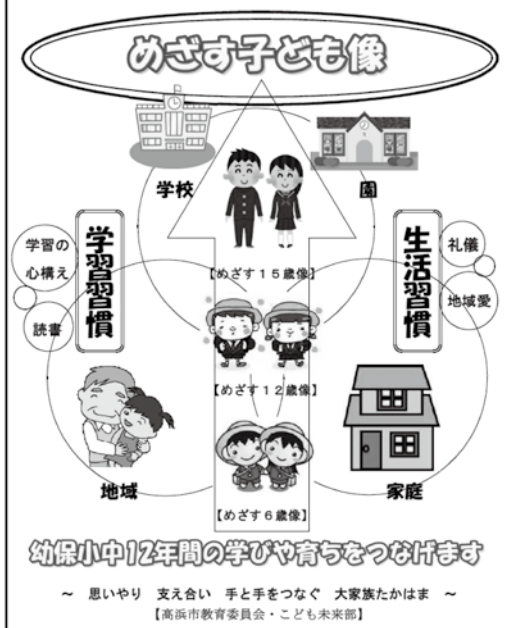 めざす子ども像
学校
園
学習習慣
生活習慣
学習の
心構え
読書
礼儀
地域愛
【めざす15歳像】
【めざす12歳像】
地域
家庭
【めざす6歳像】
幼保小中12年間の学びや育ちをつなげます
～ 思いやり 支え合い 手と手をつなぐ 大家族たかはま ～
【高浜市教育委員会・こども未来部】